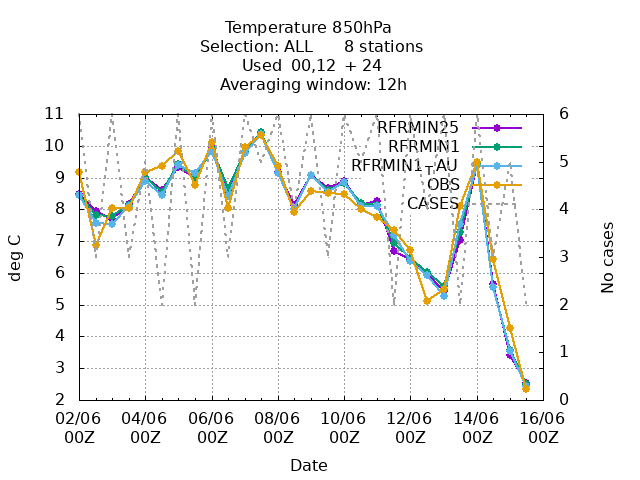 Temperature 850hPa
Selection: ALL 8 stations
Used 00,12 + 24
Averaging window: 12h
RFRMIN25
RFRMIN1
RFRMIN1-AU
OBS
CASES
deg C
11
10
9
8
7
6
5
4
3
2
No cases
6
5
4
3
2
1
0
02/06 04/06 06/06 08/06 10/06 12/06 14/06 16/06
00Z 00Z 00Z 00Z 00Z 00Z 00Z 00Z
Date